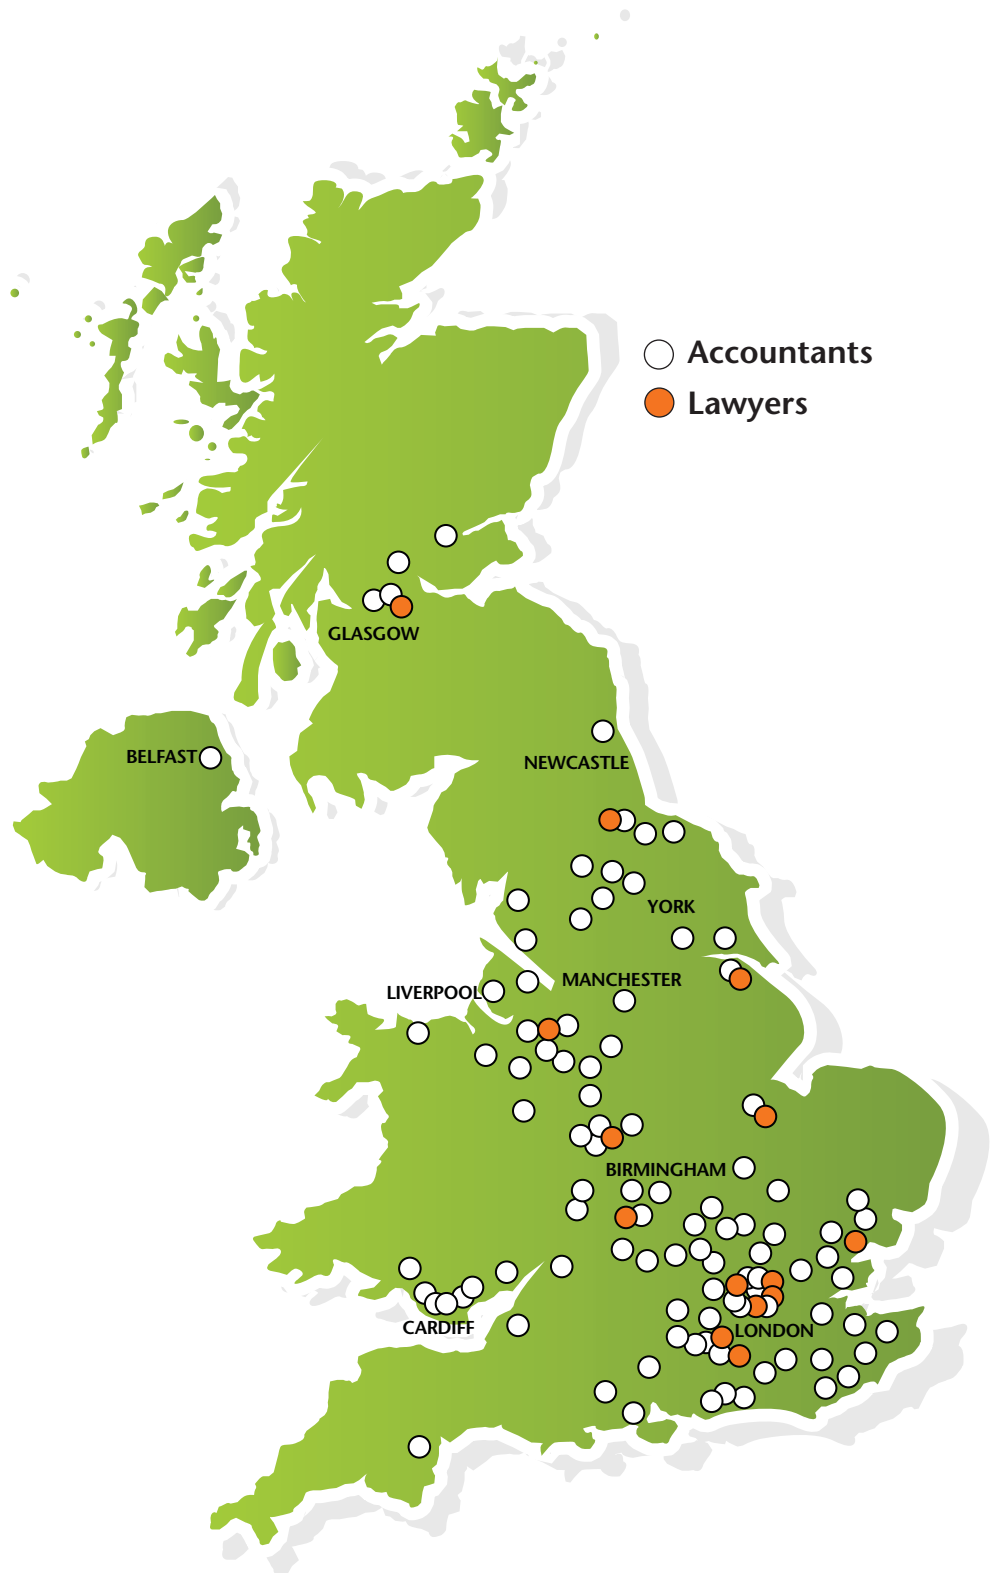 Accountants
Lawyers
GLASGOW
BELFAST
NEWCASTLE
YORK
MANCHESTER
LIVERPOOL
BIRMINGHAM
CARDIFF
LONDON